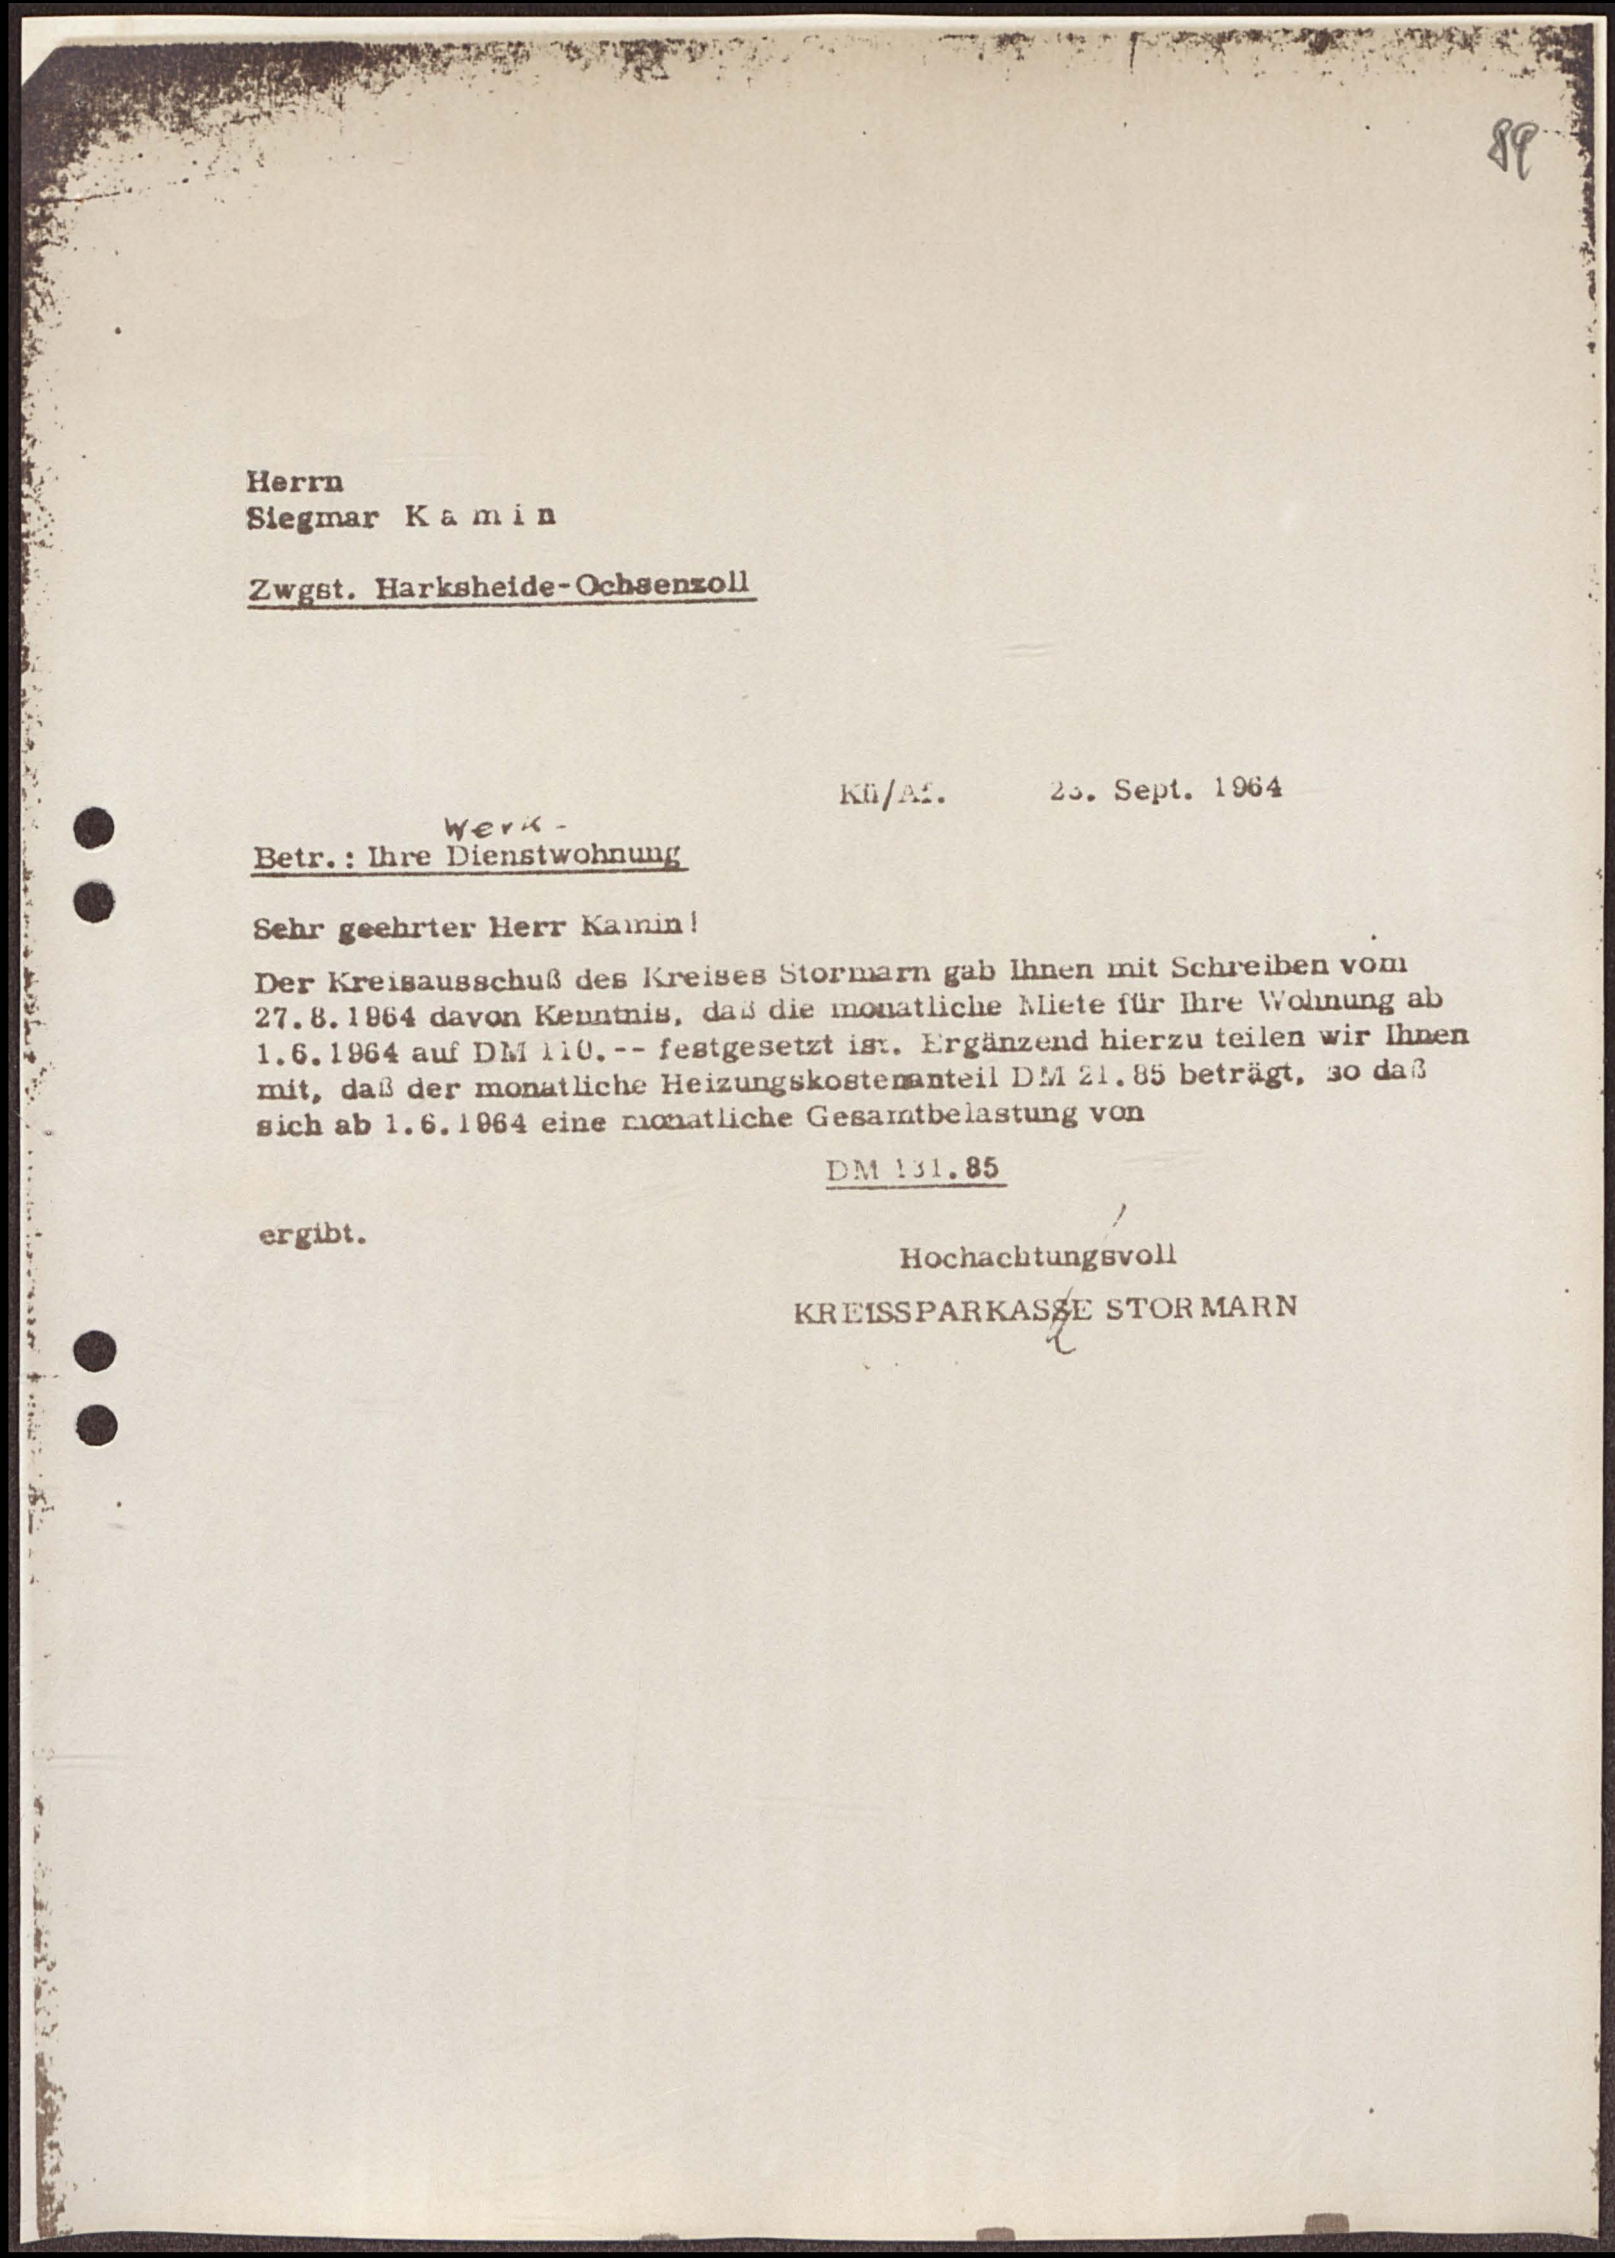 89
Herrn
Siegmar K a m i n
Zwgst. Harksheide-Ochsenzoll
Kü/Af. Sept. 1964
Werk-
Betr.: Ihre Dienstwohnung
Sehr geehrter Herr Kamin!
Der Kreisausschuß des Kreises Stormarn gab Ihnen mit Schreiben vom
27.8.1964 davon Kenntnis, daß die monatliche Miete für Ihre Wohnung ab
1.6.1964 auf DM 110.-- festgesetzt ist. Ergänzend hierzu teilen wir Ihnen
mit, daß der monatliche Heizungskostenanteil DM 21.85 beträgt, so daß
sich ab 1.6.1964 eine monatliche Gesamtbelastung von
DM 131.85
ergibt.
Hochachtungsvoll
KREISSPARKASSE STORMARN